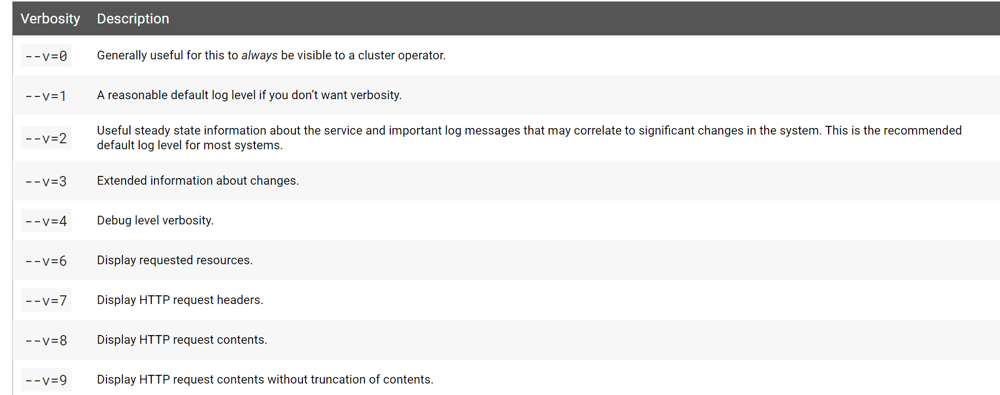 Verbosity Description
--v=0 Generally useful for this to always be visible to a cluster operator.
--v=1 A reasonable default log level if you don’t want verbosity.
--v=2 Useful steady state information about the service and important log messages that may correlate to significant changes in the system. This is the recommended
default log level for most systems.
--v=3 Extended information about changes.
--v=4 Debug level verbosity.
--v=6 Display requested resources.
--v=7 Display HTTP request headers.
--v=8 Display HTTP request contents.
--v=9 Display HTTP request contents without truncation of contents.